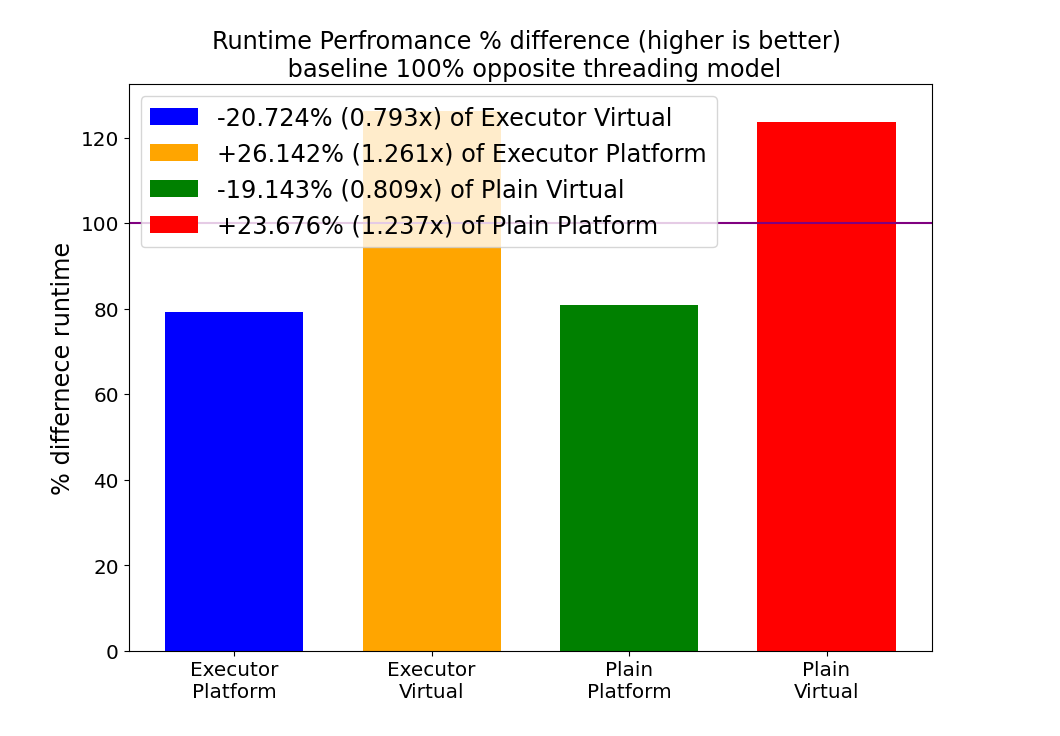 Runtime Perfromance % difference (higher is better)
baseline 100% opposite threading model
-20.724% (0.793x) of Executor Virtual
+26.142% (1.261x) of Executor Platform
-19.143% (0.809x) of Plain Virtual
+23.676% (1.237x) of Plain Platform
% differnece runtime
120
100
80
60
40
20
0
Executor
Platform
Executor
Virtual
Plain
Platform
Plain
Virtual